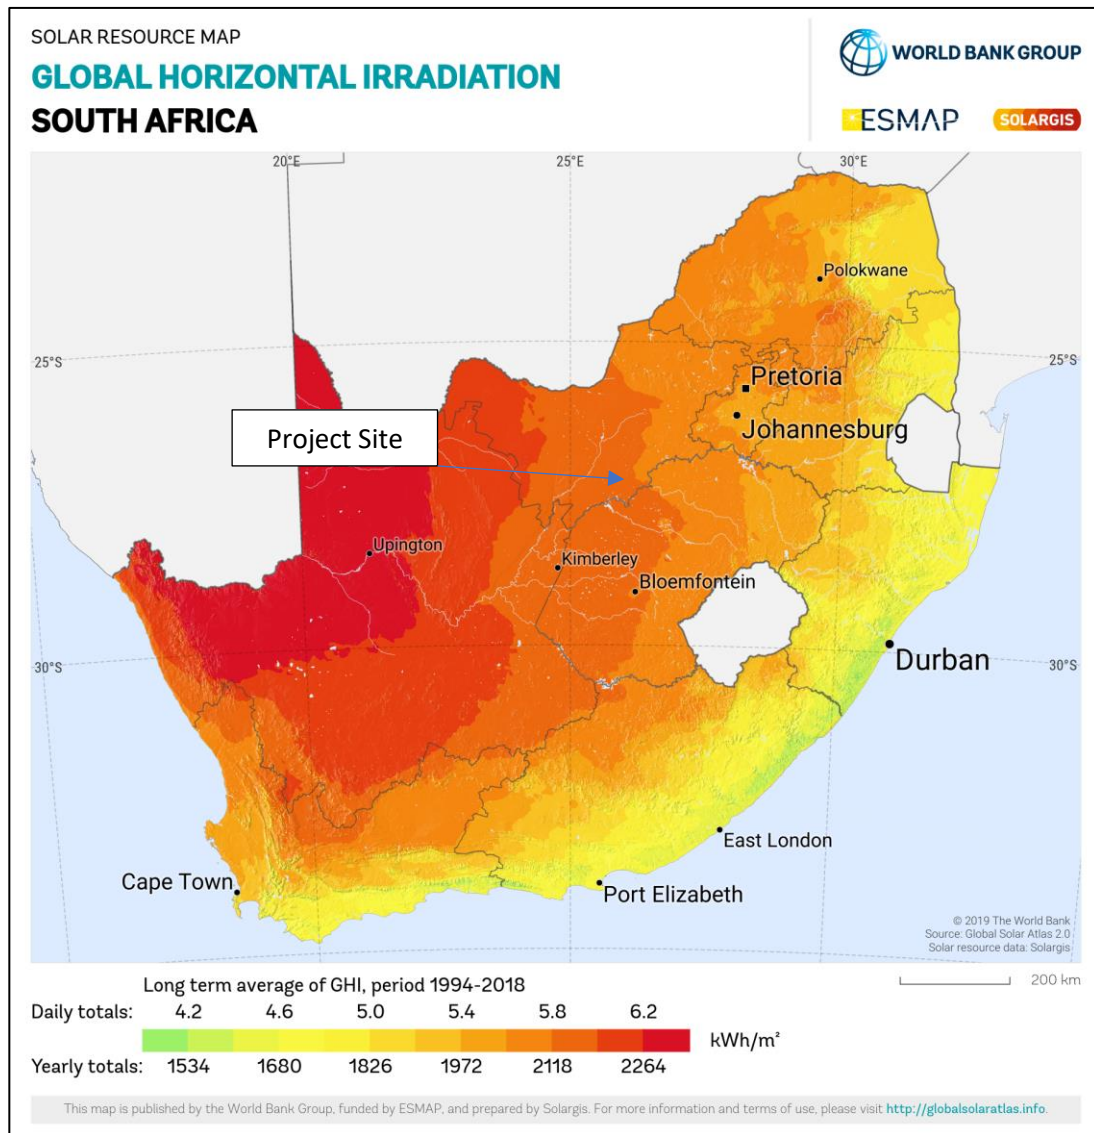 SOLAR RESOURCE MAP
GLOBAL HORIZONTAL IRRADIATION
SOUTH AFRICA
WORLD BANK GROUP
ESMAP
SOLARGIS
20°E
25°E
30°E
Polokwane
25°S
25°S
Pretoria
Johannesburg
Project Site
Upington
Kimberley
Bloemfontein
30°S
Durban
30°S
East London
Cape Town
Port Elizabeth
© 2019 The World Bank
Source: Global Solar Atlas 2.0
Solar resource data: Solargis
200 km
Long term average of GHI, period 1994-2018
Daily totals: 4.2 4.6 5.0 5.4 5.8 6.2
kWh/m²
Yearly totals: 1534 1680 1826 1972 2118 2264
This map is published by the World Bank Group, funded by ESMAP, and prepared by Solargis. For more information and terms of use, please visit http://globalsolaratlas.info.